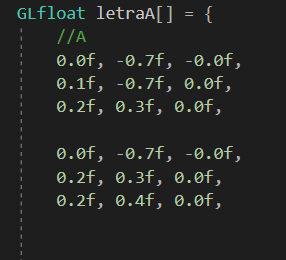 GLfloat letraA[] = {
//A
0.0f, -0.7f, -0.0f,
0.1f, -0.7f, 0.0f,
0.2f, 0.3f, 0.0f,
0.0f, -0.7f, -0.0f,
0.2f, 0.3f, 0.0f,
0.2f, 0.4f, 0.0f,